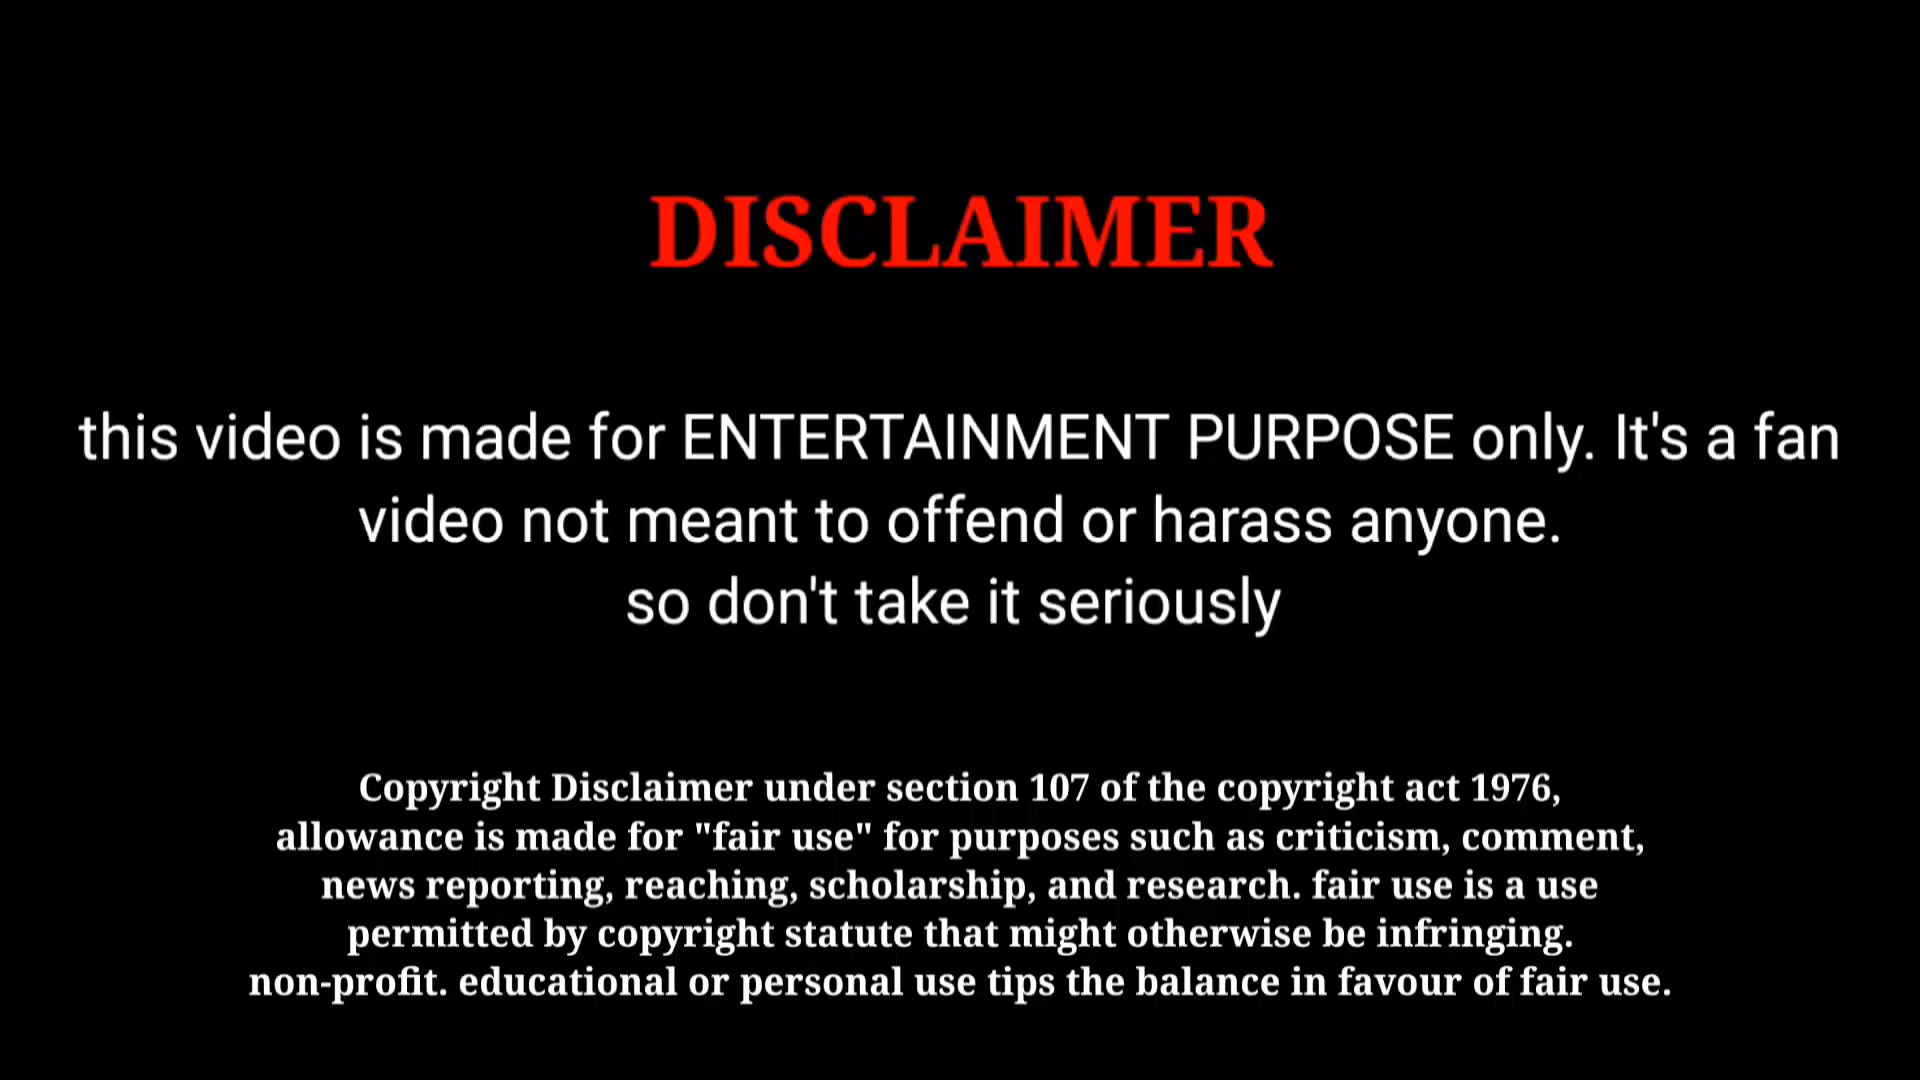 DISCLAIMER
this video is made for ENTERTAINMENT PURPOSE only. It's a fan
video not meant to offend or harass anyone.
so don't take it seriously
Copyright Disclaimer under section 107 of the copyright act 1976,
allowance is made for "fair use" for purposes such as criticism, comment,
news reporting, reaching, scholarship, and research. fair use is a use
permitted by copyright statute that might otherwise be infringing.
non-profit. educational or personal use tips the balance in favour of fair use.